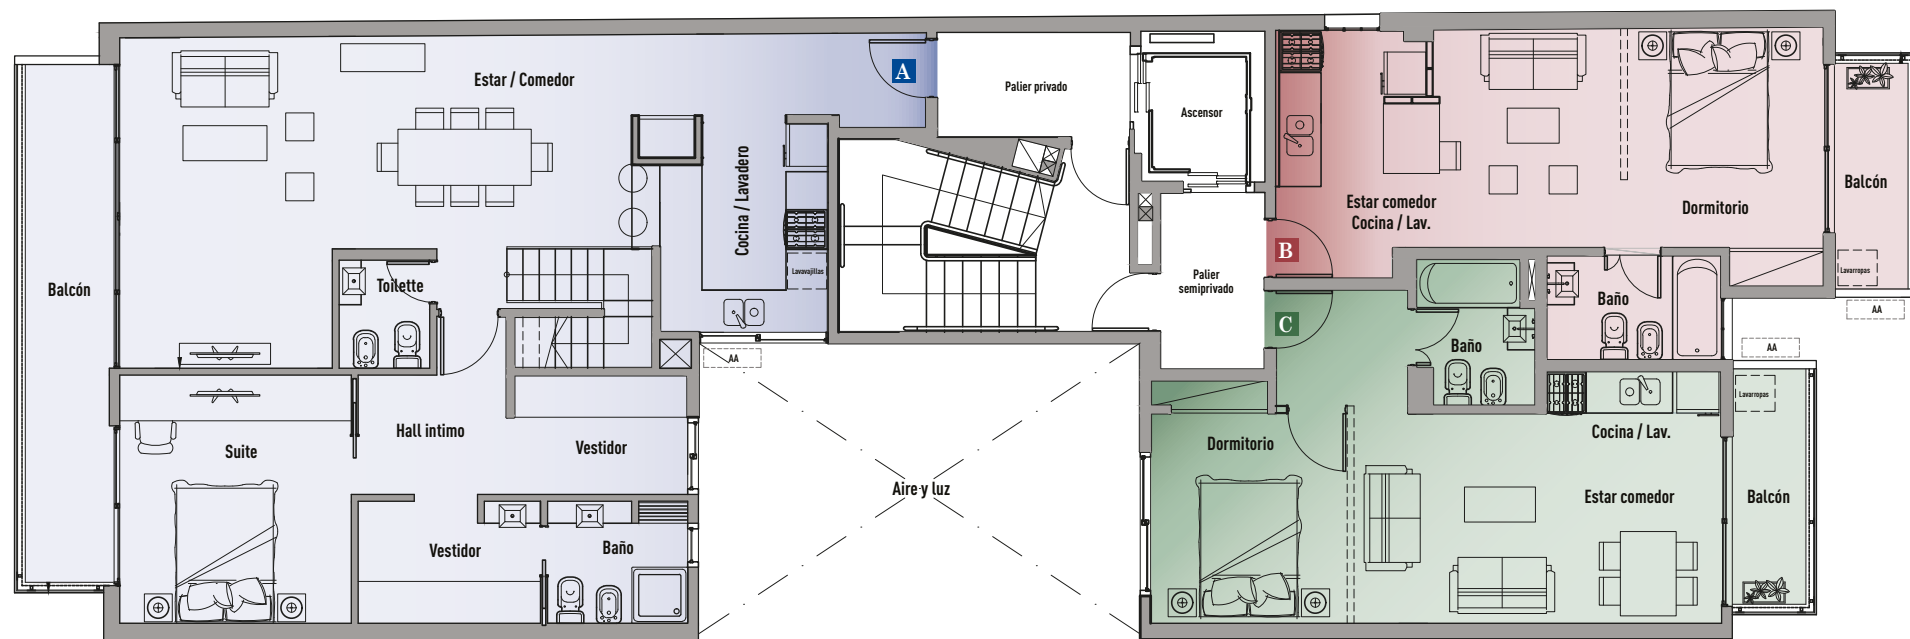 Estar / Comedor
A
Palier privado
Ascensor
Cocina / Lavadero
Lavavajillas
Balcón
Toilette
AA
Hall intimo
Suite
Vestidor
Vestidor
Baño
Aire y luz
Palier
semiprivado
B
C
Estar comedor
Cocina / Lav.
Dormitorio
Balcón
Lavarropas
AA
Baño
Baño
AA
Lavarropas
Cocina / Lav.
Dormitorio
Estar comedor
Balcón